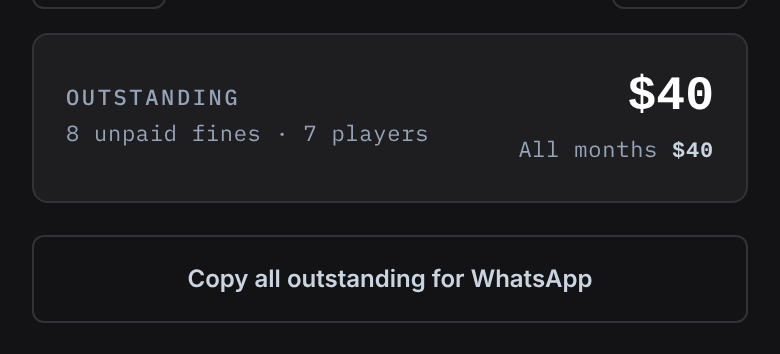 OUTSTANDING
8 unpaid fines · 7 players
$40
All months $40
Copy all outstanding for WhatsApp